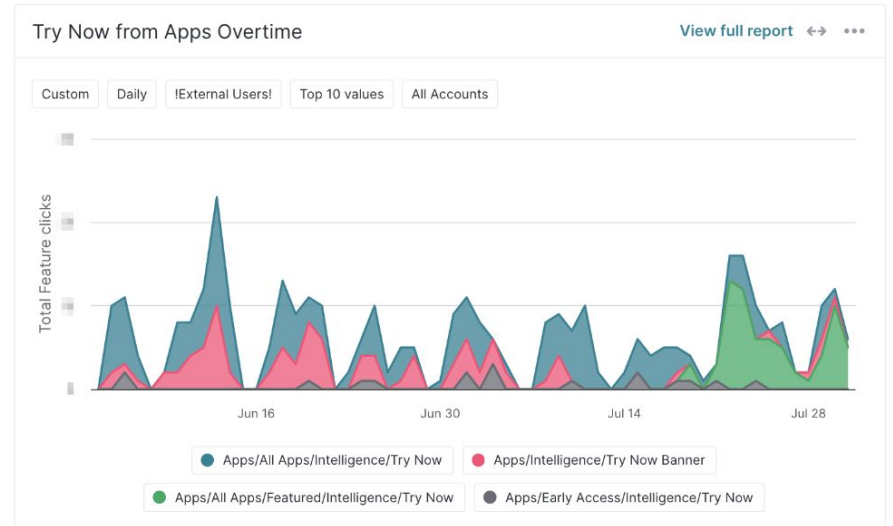 Try Now from Apps Overtime
View full report
Custom Daily !External Users! Top 10 values All Accounts
Total Feature clicks
Jun 16 Jun 30 Jul 14 Jul 28
Apps/All Apps/Intelligence/Try Now Apps/Intelligence/Try Now Banner
Apps/All Apps/Featured/Intelligence/Try Now Apps/Early Access/Intelligence/Try Now